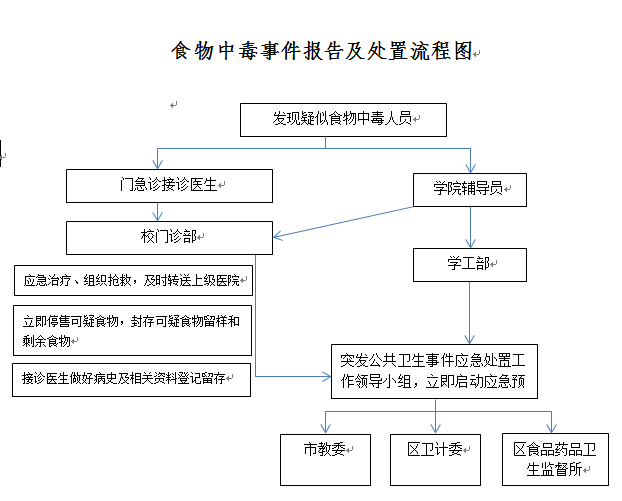 食物中毒事件报告及处置流程图
发现疑似食物中毒人员
门急诊接诊医生
学院辅导员
校门诊部
学工部
应急治疗、组织抢救，及时转送上级医院
立即停售可疑食物，封存可疑食物留样和
剩余食物
接诊医生做好病史及相关资料登记留存
突发公共卫生事件应急处置工
作领导小组，立即启动应急预
市教委
区卫计委
区食品药品卫
生监督所